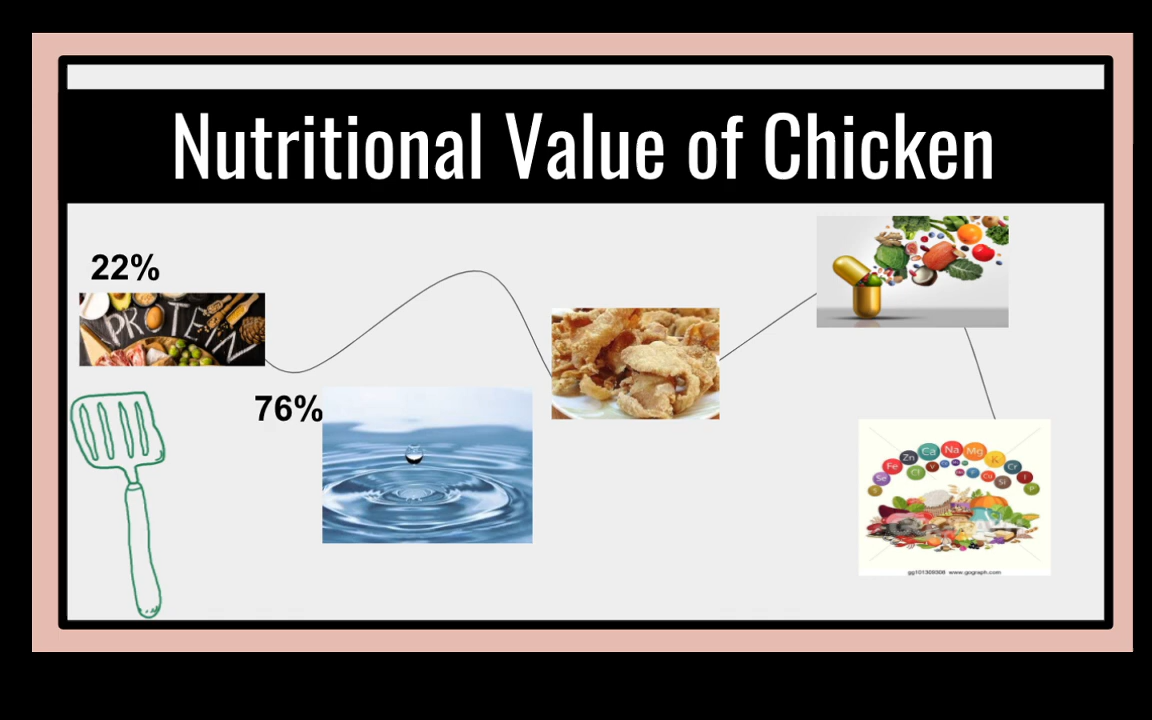 Nutritional Value of Chicken
22%
PROTEIN
76%
Zn Ca Na Mg K
Fe Cr
Se Cl V Cu Si I
P
gg101308308 www.gograph.com